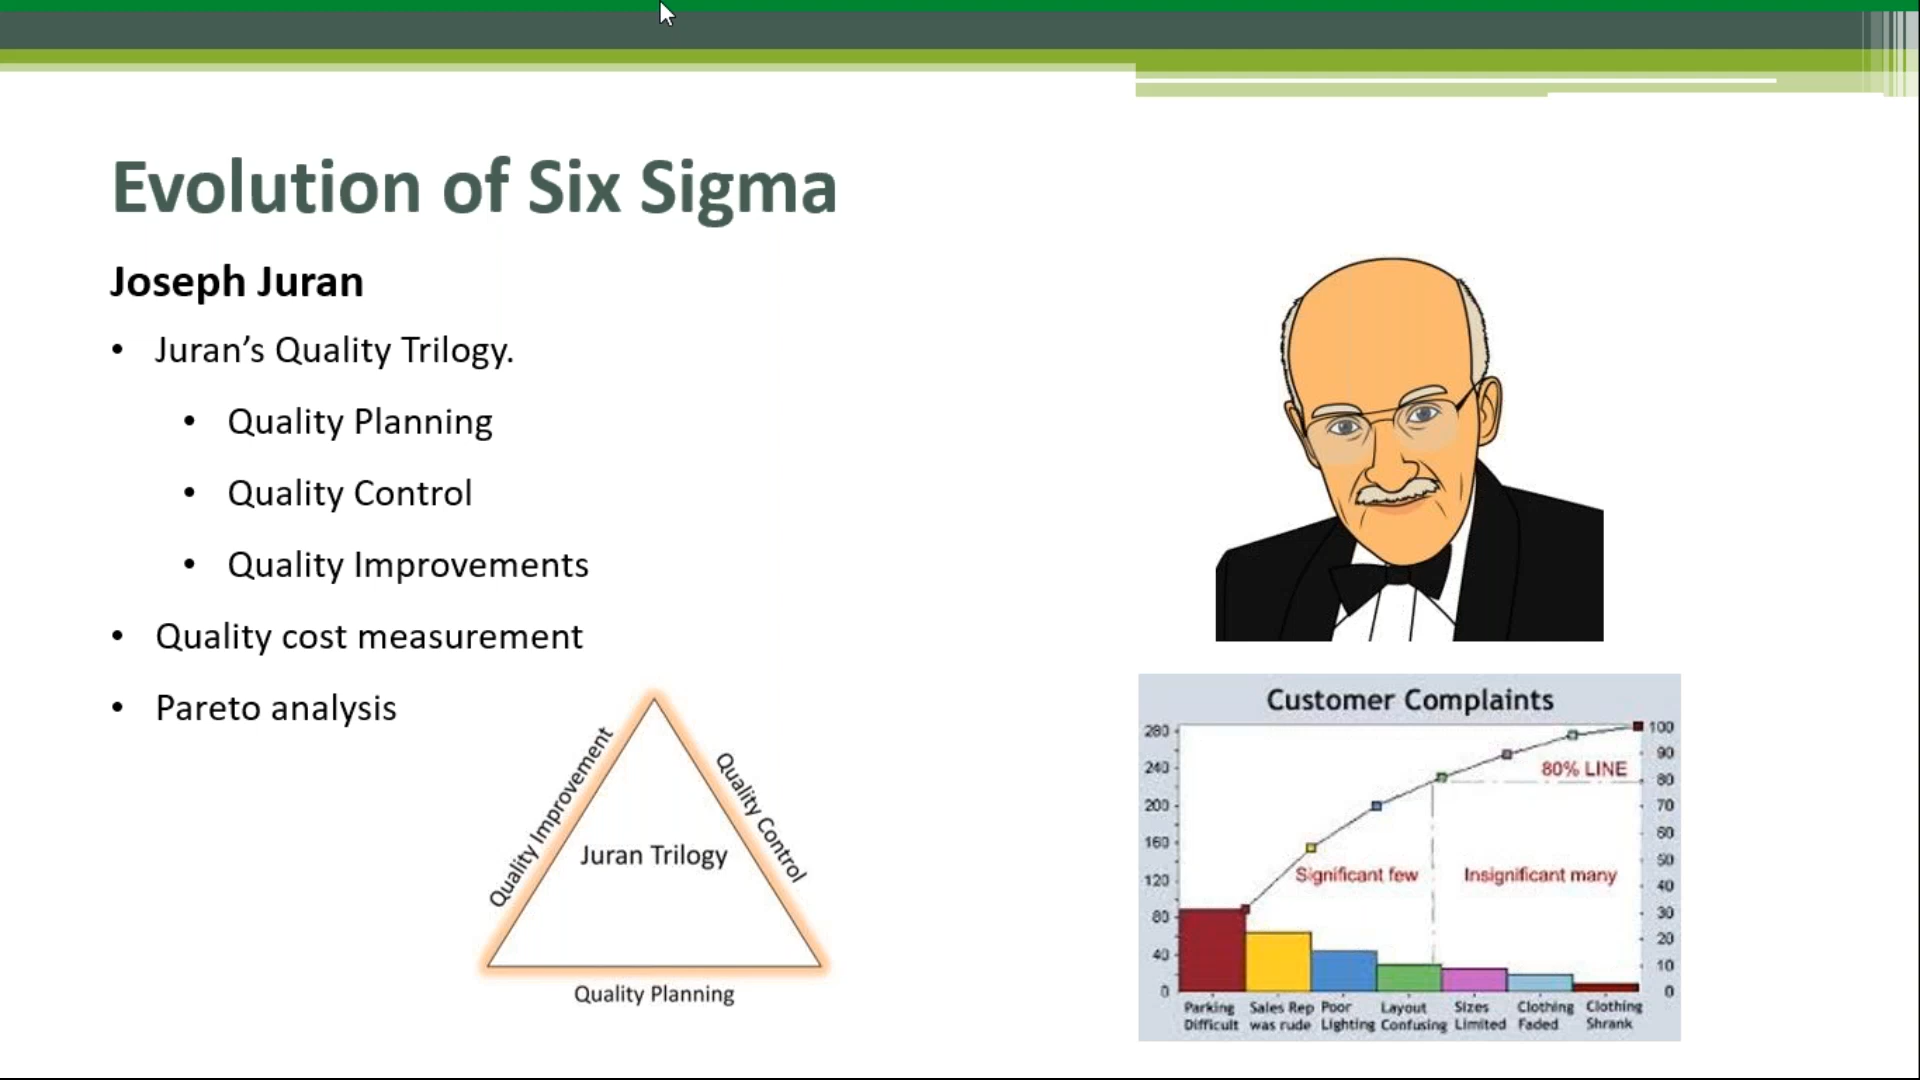 Evolution of Six Sigma
Joseph Juran
• Juran’s Quality Trilogy.
• Quality Planning
• Quality Control
• Quality Improvements
• Quality cost measurement
• Pareto analysis
Quality Improvement
Quality Control
Juran Trilogy
Quality Planning
Customer Complaints
280
240
200
160
120
80
40
0
100
90
80
70
60
50
40
30
20
10
0
80% LINE
Significant few
Insignificant many
Parking Difficult
Sales Rep was rude
Poor Lighting
Layout Confusing
Sizes Limited
Clothing Faded
Clothing Shrank